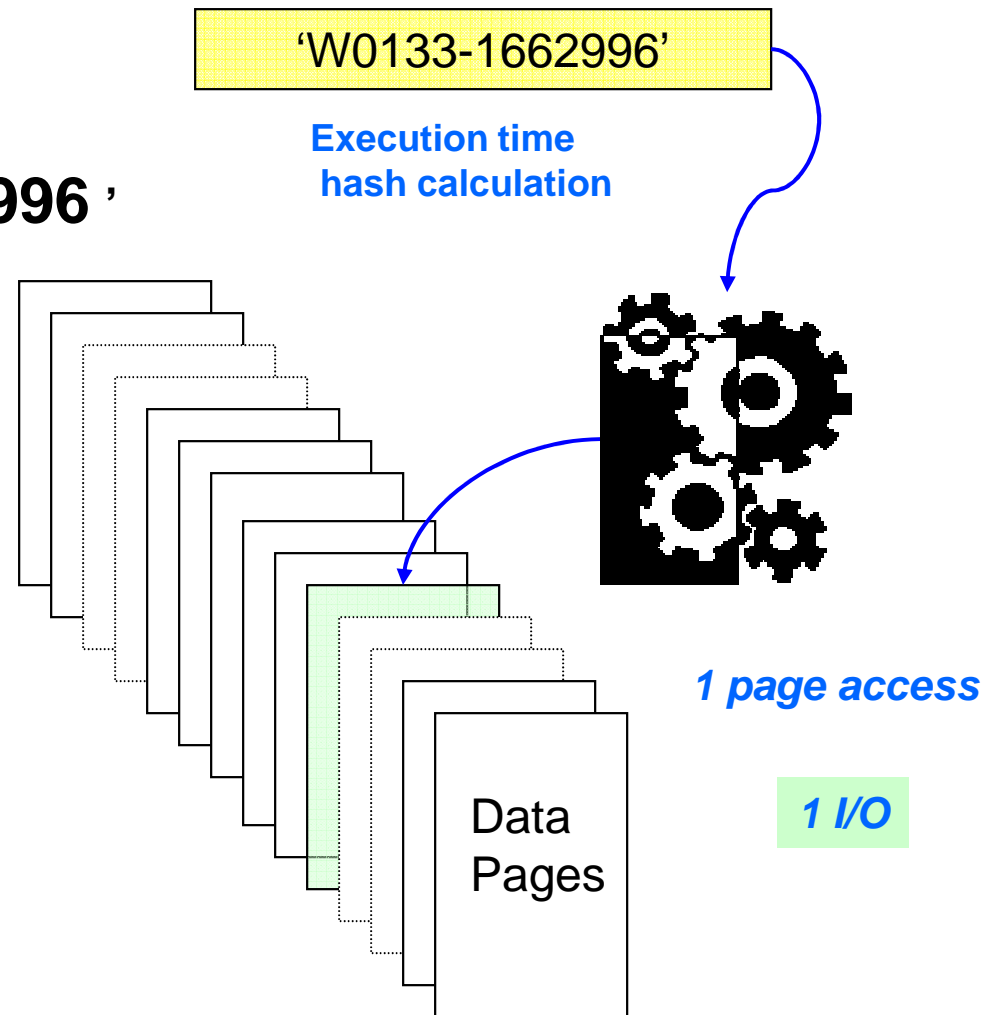 ‘W0133-1662996’
Execution time
hash calculation
996 ’
1 page access
1 I/O
Data
Pages